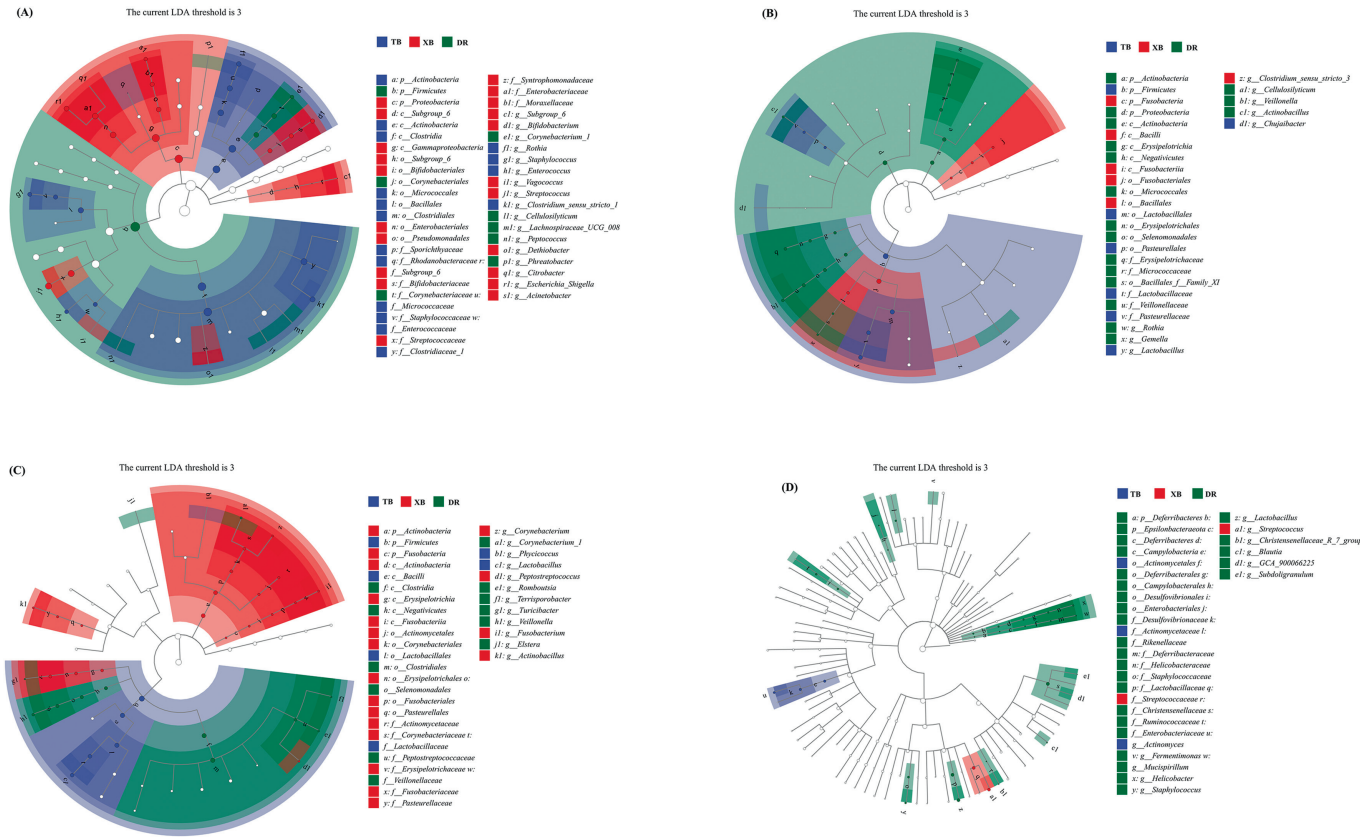 (A)
The current LDA threshold is 3
TB XB DR
a: p__Actinobacteria
b: p__Firmicutes
c: p__Proteobacteria
d: c__Subgroup_6
e: c__Actinobacteria
f: c__Clostridia
g: c__Gammaproteobacteria
h: o__Subgroup_6
i: o__Bifidobacteriales
j: o__Corynebacteriales
k: o__Micrococcales
l: o__Bacillales
m: o__Clostridiales
n: o__Enterobacteriales
o: o__Pseudomonadales
p: f__Sporichthyaceae
q: f__Rhodanobacteraceae r:
f__Subgroup_6
s: f__Bifidobacteriaceae
t: f__Corynebacteriaceae u:
f__Micrococcaceae
v: f__Staphylococcaceae w:
f__Enterococcaceae
x: f__Streptococcaceae
y: f__Clostridiaceae_1
z: f__Syntrophomonadaceae
a1: f__Enterobacteriaceae
b1: f__Moraxellaceae
c1: g__Subgroup_6
d1: g__Bifidobacterium
e1: g__Corynebacterium_1
f1: g__Rothia
g1: g__Staphylococcus
h1: g__Enterococcus
i1: g__Vagococcus
j1: g__Streptococcus
k1: g__Clostridium_sensu_stricto_1
l1: g__Cellulosilyticum
m1: g__Lachnospiraceae_UCG_008
n1: g__Peptococcus
o1: g__Dethiobacter
p1: g__Phreatobacter
q1: g__Citrobacter
r1: g__Escherichia_Shigella
s1: g__Acinetobacter
(B)
The current LDA threshold is 3
TB XB DR
a: p__Actinobacteria
b: p__Firmicutes
c: p__Fusobacteria
d: p__Proteobacteria
e: c__Actinobacteria
f: c__Bacilli
g: c__Erysipelotrichia
h: c__Negativicutes
i: c__Fusobacteriia
j: o__Fusobacteriales
k: o__Micrococcales
l: o__Bacillales
m: o__Lactobacillales
n: o__Erysipelotrichales
o: o__Selenomonadales
p: o__Pasteurellales
q: f__Erysipelotrichaceae
r: f__Micrococcaceae
s: o__Bacillales f__Family_XI
t: f__Lactobacillaceae
u: f__Veillonellaceae
v: f__Pasteurellaceae
w: g__Rothia
x: g__Gemella
y: g__Lactobacillus
z: g__Clostridium_sensu_stricto_3
a1: g__Cellulosilyticum
b1: g__Veillonella
c1: g__Actinobacillus
d1: g__Chujaibacter
(C)
The current LDA threshold is 3
TB XB DR
a: p__Actinobacteria
b: p__Firmicutes
c: p__Fusobacteria
d: c__Actinobacteria
e: c__Bacilli
f: c__Clostridia
g: c__Erysipelotrichia
h: c__Negativicutes
i: c__Fusobacteriia
j: o__Actinomycetales
k: o__Corynebacteriales
l: o__Lactobacillales
m: o__Clostridiales
n: o__Erysipelotrichales o:
o__Selenomonadales
p: o__Fusobacteriales
q: o__Pasteurellales
r: f__Actinomycetaceae
s: f__Corynebacteriaceae t:
f__Lactobacillaceae
u: f__Peptostreptococcaceae
v: f__Erysipelotrichaceae w:
f__Veillonellaceae
x: f__Fusobacteriaceae
y: f__Pasteurellaceae
z: g__Corynebacterium
a1: g__Corynebacterium_1
b1: g__Phycicoccus
c1: g__Lactobacillus
d1: g__Peptostreptococcus
e1: g__Romboutsia
f1: g__Terrisporobacter
g1: g__Turicibacter
h1: g__Veillonella
i1: g__Fusobacterium
j1: g__Elstera
k1: g__Actinobacillus
(D)
The current LDA threshold is 3
TB XB DR
a: p__Deferribacteres b:
p__Epsilonbacteraeota c:
c__Deferribacteres d:
c__Campylobacteria e:
o__Actinomycetales f:
o__Deferribacterales g:
o__Campylobacterales h:
o__Desulfovibrionales i:
o__Enterobacteriales j:
f__Desulfovibrionaceae k:
f__Actinomycetaceae l:
f__Rikenellaceae
m: f__Deferribacteraceae
n: f__Helicobacteraceae
o: f__Staphylococcaceae
p: f__Lactobacillaceae q:
f__Streptococcaceae r:
f__Christensenellaceae s:
f__Ruminococcaceae t:
f__Enterobacteriaceae u:
g__Actinomyces
v: g__Fermentimonas w:
g__Mucispirillum
x: g__Helicobacter
y: g__Staphylococcus
z: g__Lactobacillus
a1: g__Streptococcus
b1: g__Christensenellaceae_R_7_group
c1: g__Blautia
d1: g__GCA_900066225
e1: g__Subdoligranulum